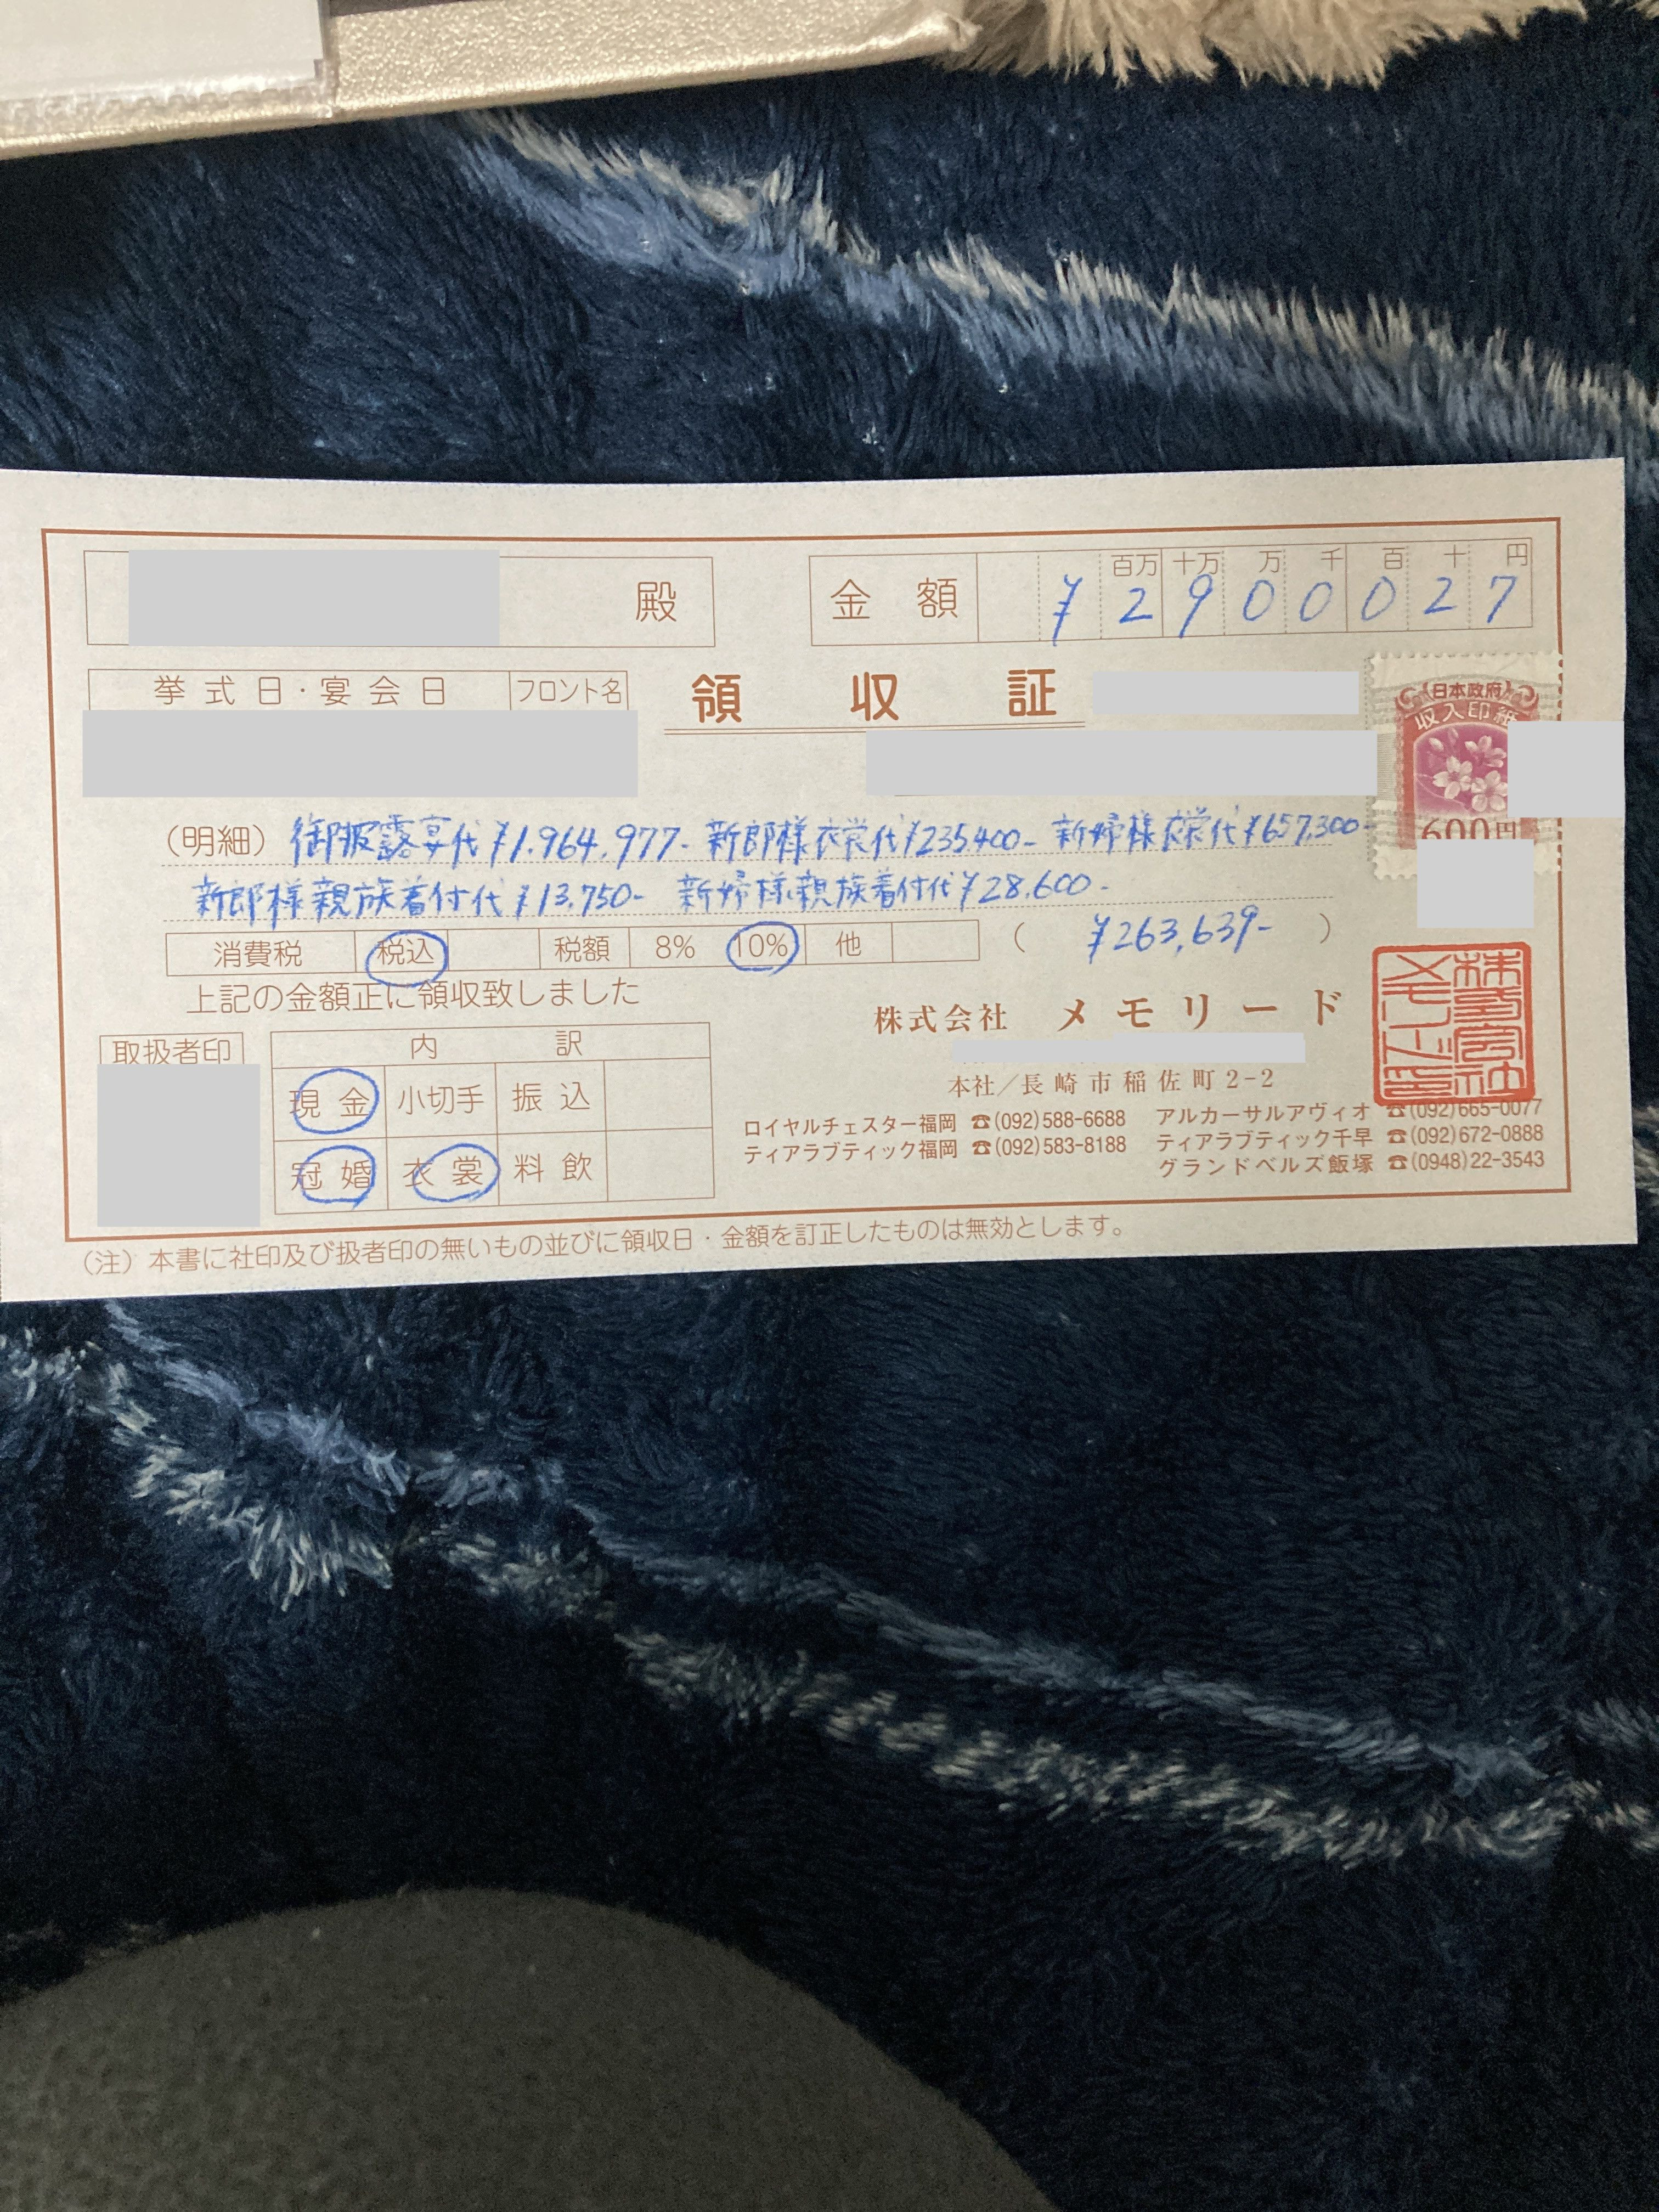 殿
金額 百万 十万 万 千 百 十 円
¥2900027
挙式日・宴会日 フロント名
領収証
日本政府
収入印紙
600円
(明細) 御披露宴代¥1,964,977- 新郎様衣裳代¥235,400- 新婦様衣裳代¥657,300-
新郎様親族着付代¥13,750- 新婦様親族着付代¥28,600-
消費税 税込 税額 8% 10% 他 ( ¥263,639- )
上記の金額正に領収致しました
株式会社 メモリード
取扱者印
内訳
現金 小切手 振込
冠婚 衣裳 料飲
本社/長崎市稲佐町2-2
ロイヤルチェスター福岡 ☎(092)588-6688 アルカーサルアヴィオ ☎(092)665-0077
ティアラブティック福岡 ☎(092)583-8188 ティアラブティック千早 ☎(092)672-0888
グランドベルズ飯塚 ☎(0948)22-3543
(注)本書に社印及び扱者印の無いもの並びに領収日・金額を訂正したものは無効とします。